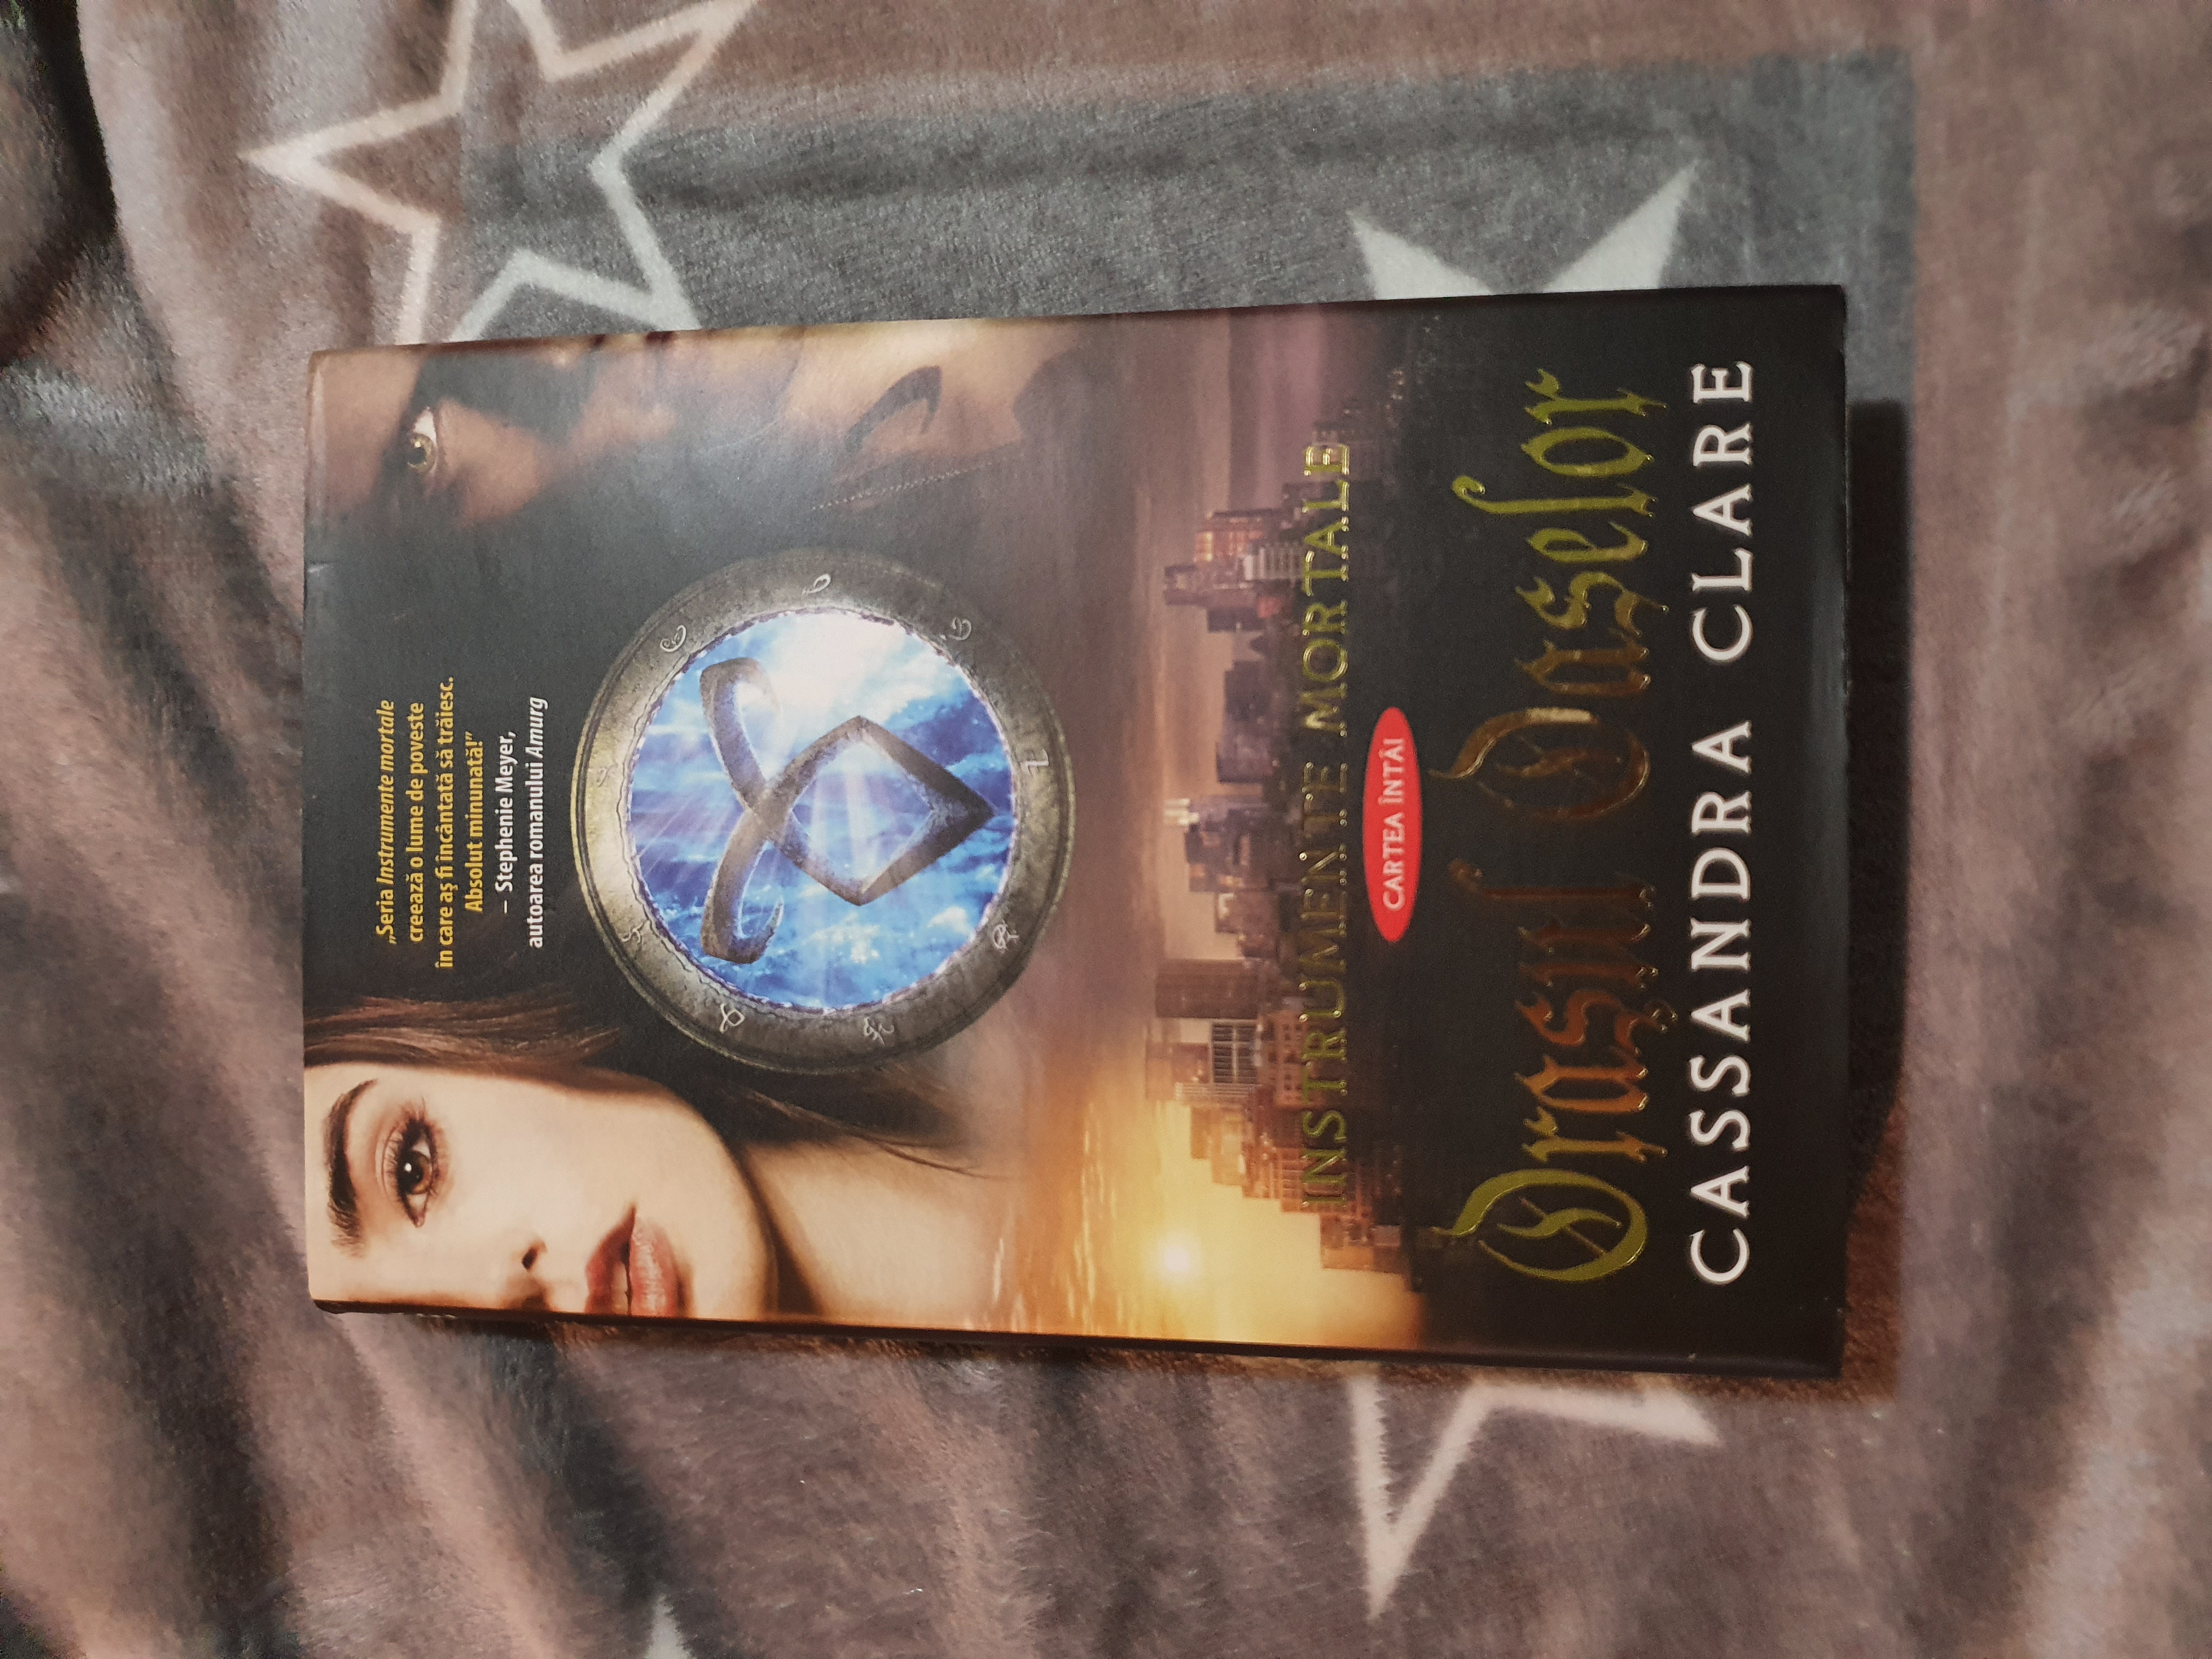 „Seria Instrumente mortale
creează o lume de poveste
în care aş fi încântată să trăiesc.
Absolut minunată!”
– Stephenie Meyer,
autoarea romanului Amurg
INSTRUMENTE MORTALE
CARTEA ÎNTÂI
Oraşul Oaselor
CASSANDRA CLARE